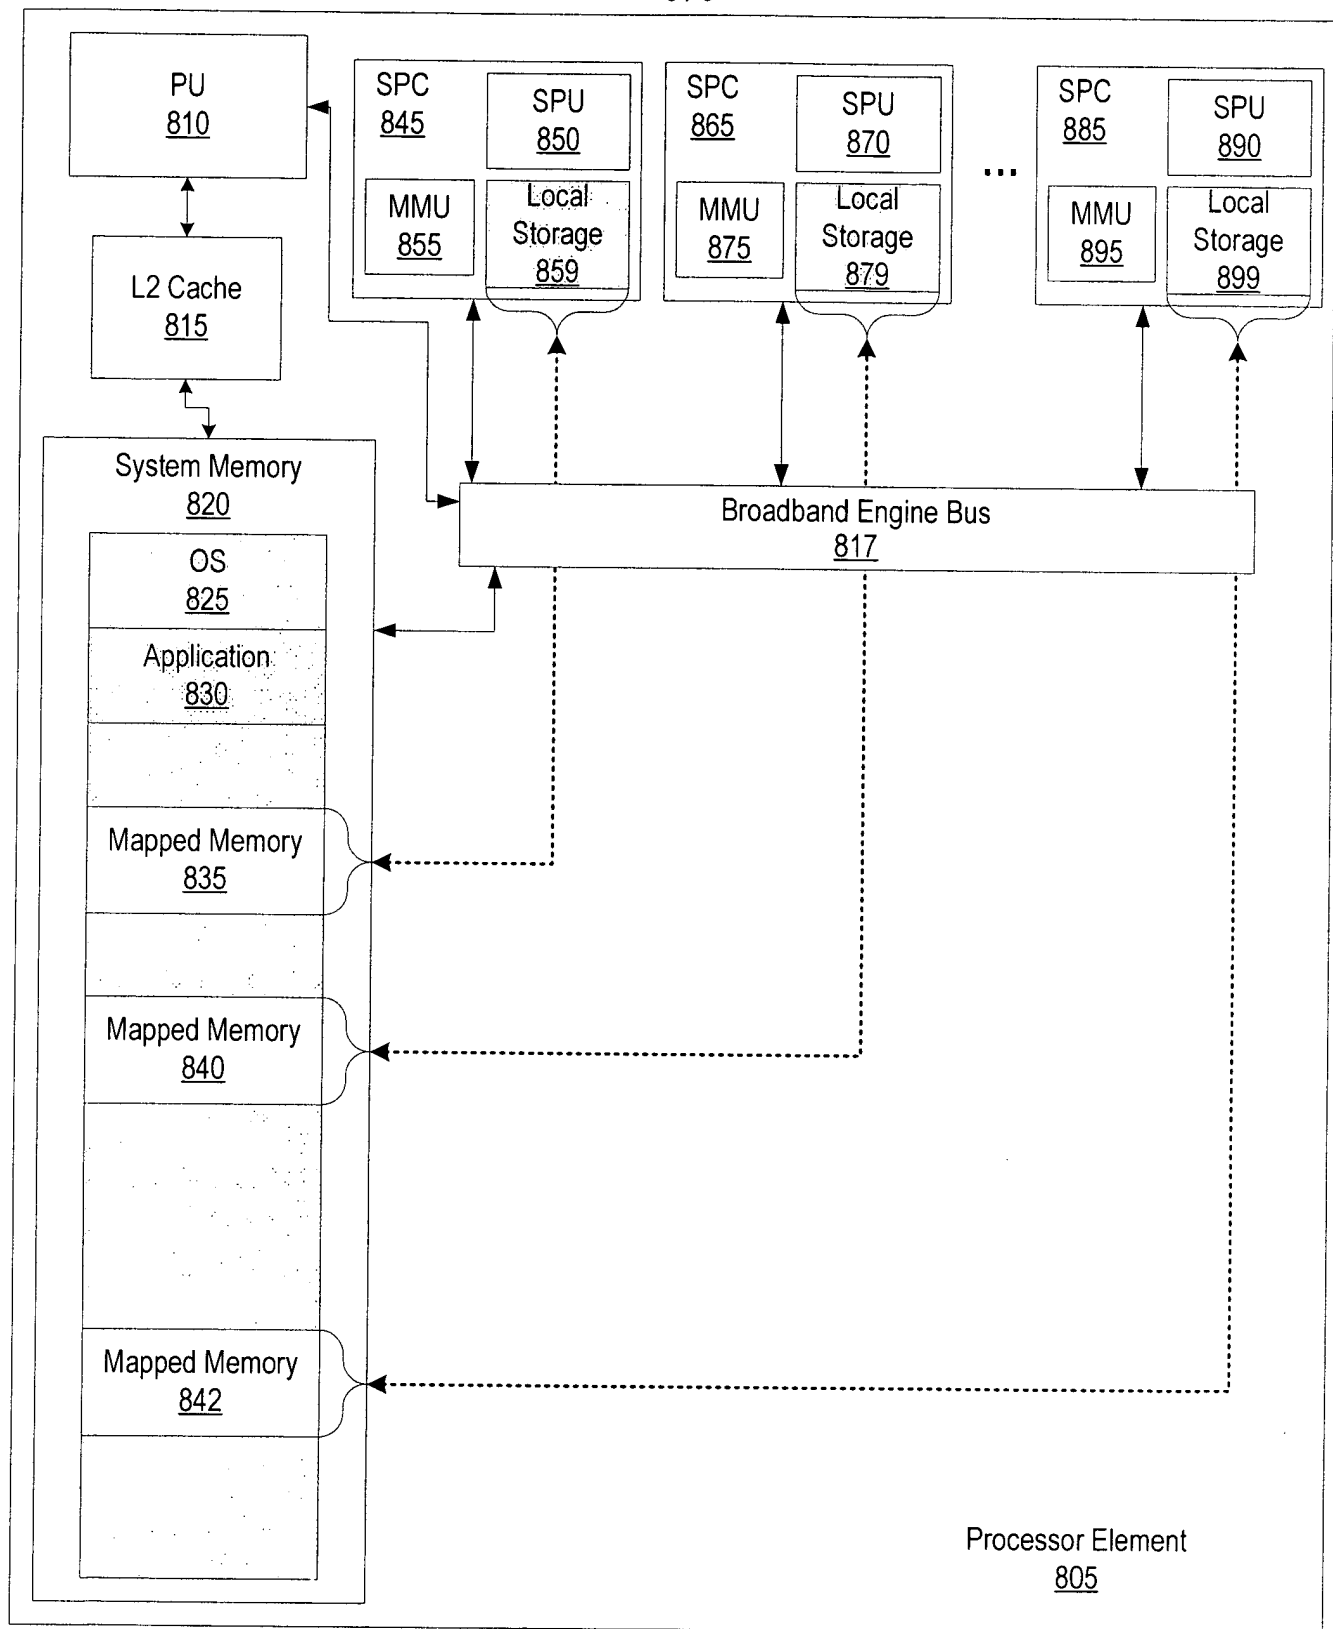 PU
810
SPC
845
SPU
850
MMU
855
Local
Storage
859
SPC
865
SPU
870
MMU
875
Local
Storage
879
...
SPC
885
SPU
890
MMU
895
Local
Storage
899
L2 Cache
815
System Memory
820
Broadband Engine Bus
817
OS
825
Application
830
Mapped Memory
835
Mapped Memory
840
Mapped Memory
842
Processor Element
805